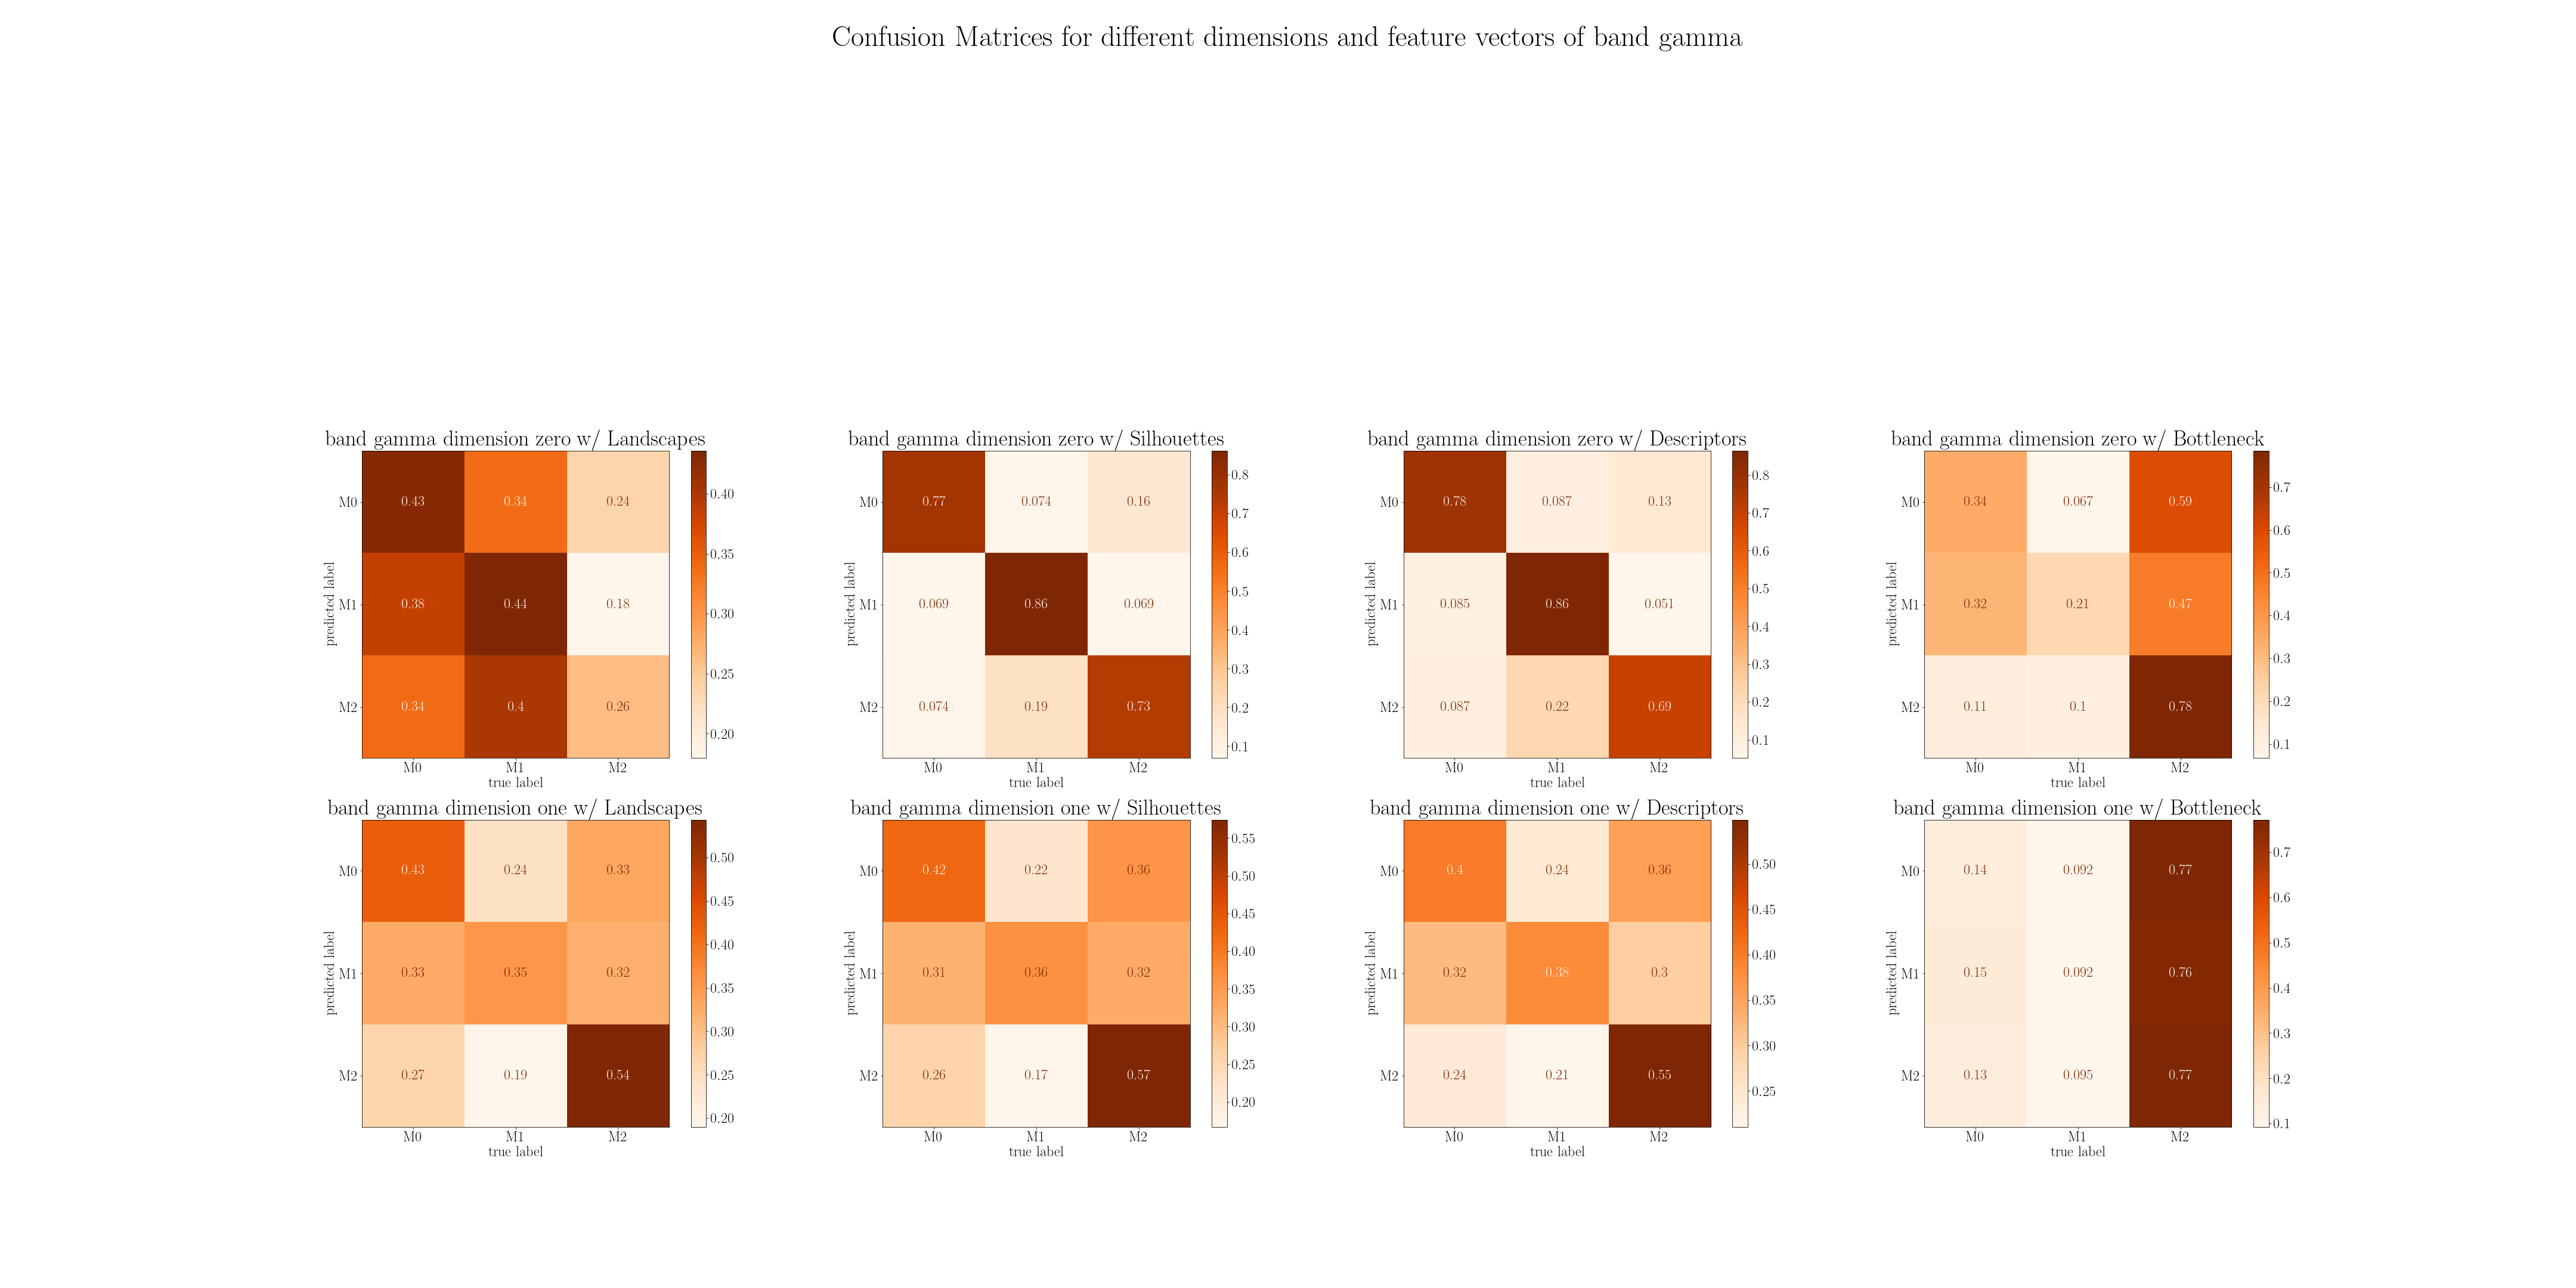 Confusion Matrices for different dimensions and feature vectors of band gamma
band gamma dimension zero w/ Landscapes
predicted label
M0 0.43 0.34 0.24
M1 0.38 0.44 0.18
M2 0.34 0.4 0.26
M0 M1 M2
true label
0.40
0.35
0.30
0.25
0.20
band gamma dimension zero w/ Silhouettes
predicted label
M0 0.77 0.074 0.16
M1 0.069 0.86 0.069
M2 0.074 0.19 0.73
M0 M1 M2
true label
0.8
0.7
0.6
0.5
0.4
0.3
0.2
0.1
band gamma dimension zero w/ Descriptors
predicted label
M0 0.78 0.087 0.13
M1 0.085 0.86 0.051
M2 0.087 0.22 0.69
M0 M1 M2
true label
0.8
0.7
0.6
0.5
0.4
0.3
0.2
0.1
band gamma dimension zero w/ Bottleneck
predicted label
M0 0.34 0.067 0.59
M1 0.32 0.21 0.47
M2 0.11 0.1 0.78
M0 M1 M2
true label
0.7
0.6
0.5
0.4
0.3
0.2
0.1
band gamma dimension one w/ Landscapes
predicted label
M0 0.43 0.24 0.33
M1 0.33 0.35 0.32
M2 0.27 0.19 0.54
M0 M1 M2
true label
0.50
0.45
0.40
0.35
0.30
0.25
0.20
band gamma dimension one w/ Silhouettes
predicted label
M0 0.42 0.22 0.36
M1 0.31 0.36 0.32
M2 0.26 0.17 0.57
M0 M1 M2
true label
0.55
0.50
0.45
0.40
0.35
0.30
0.25
0.20
band gamma dimension one w/ Descriptors
predicted label
M0 0.4 0.24 0.36
M1 0.32 0.38 0.3
M2 0.24 0.21 0.55
M0 M1 M2
true label
0.50
0.45
0.40
0.35
0.30
0.25
band gamma dimension one w/ Bottleneck
predicted label
M0 0.14 0.092 0.77
M1 0.15 0.092 0.76
M2 0.13 0.095 0.77
M0 M1 M2
true label
0.7
0.6
0.5
0.4
0.3
0.2
0.1